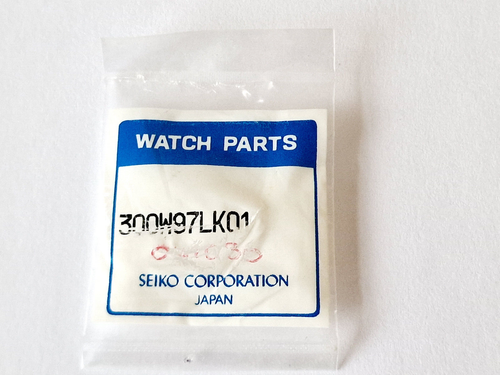 WATCH PARTS
300W97LK01
SEIKO CORPORATION
JAPAN